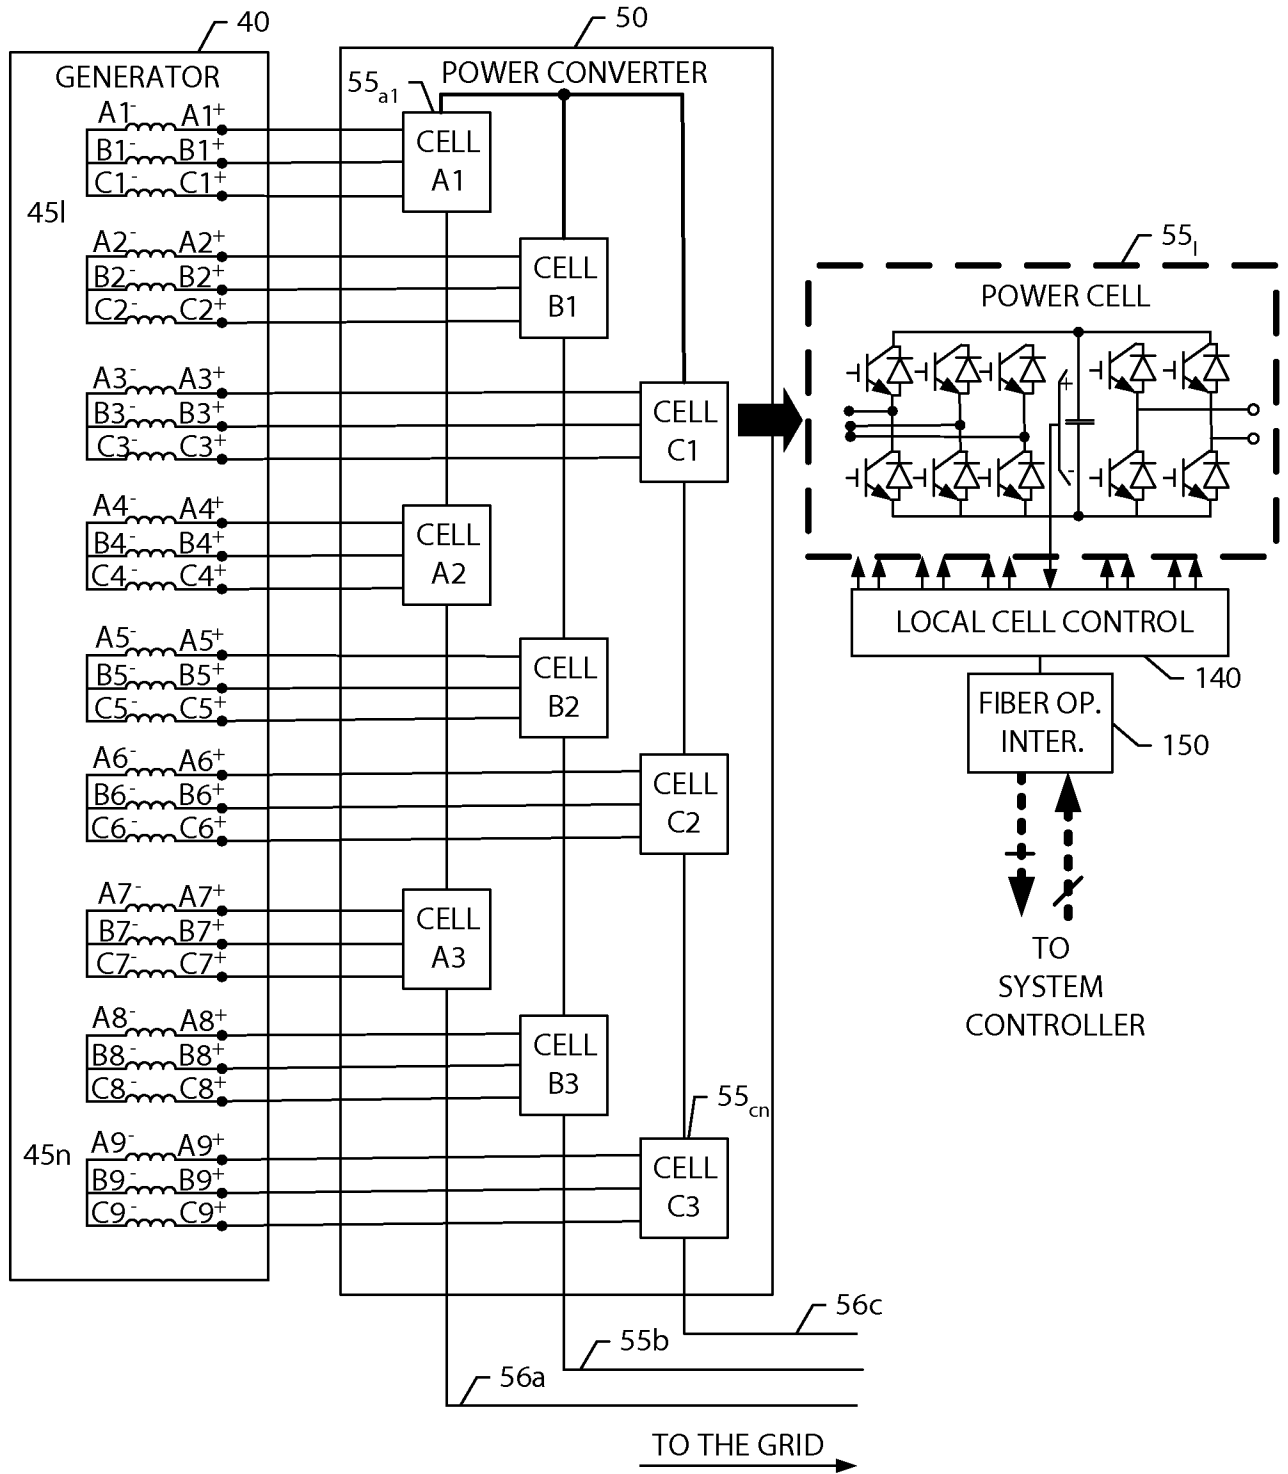 40
GENERATOR
A1- A1+
B1- B1+
C1- C1+
45l
A2- A2+
B2- B2+
C2- C2+
A3- A3+
B3- B3+
C3- C3+
A4- A4+
B4- B4+
C4- C4+
A5- A5+
B5- B5+
C5- C5+
A6- A6+
B6- B6+
C6- C6+
A7- A7+
B7- B7+
C7- C7+
A8- A8+
B8- B8+
C8- C8+
45n
A9- A9+
B9- B9+
C9- C9+
50
POWER CONVERTER
55a1
CELL
A1
CELL
B1
CELL
C1
CELL
A2
CELL
B2
CELL
C2
CELL
A3
CELL
B3
55cn
CELL
C3
56c
55b
56a
TO THE GRID
55l
POWER CELL
+
-
LOCAL CELL CONTROL
140
FIBER OP.
INTER.
150
TO
SYSTEM
CONTROLLER